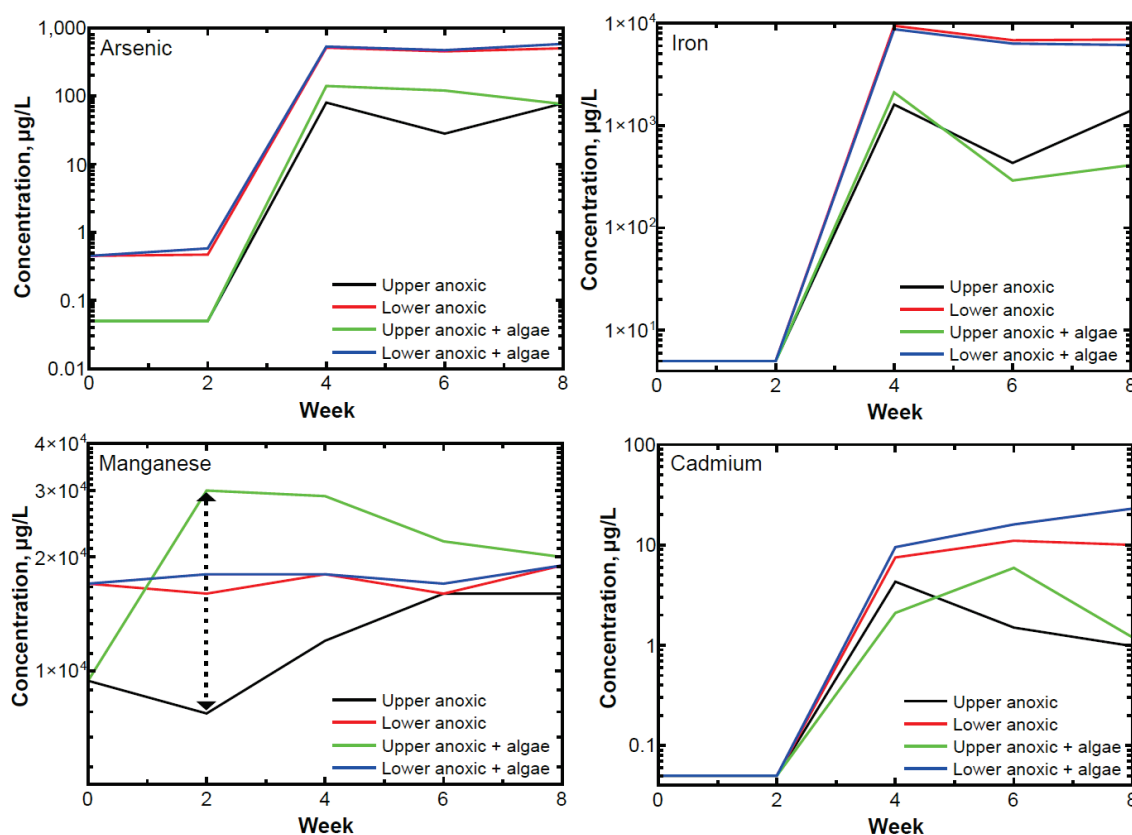 Arsenic
1,000
100
10
1
0.1
0.01
Concentration, µg/L
0 2 4 6 8
Week
Upper anoxic
Lower anoxic
Upper anoxic + algae
Lower anoxic + algae
Iron
1×10⁴
1×10³
1×10²
1×10¹
Concentration, µg/L
0 2 4 6 8
Week
Upper anoxic
Lower anoxic
Upper anoxic + algae
Lower anoxic + algae
Manganese
4×10⁴
3×10⁴
2×10⁴
1×10⁴
Concentration, µg/L
0 2 4 6 8
Week
Upper anoxic
Lower anoxic
Upper anoxic + algae
Lower anoxic + algae
Cadmium
100
10
1
0.1
Concentration, µg/L
0 2 4 6 8
Week
Upper anoxic
Lower anoxic
Upper anoxic + algae
Lower anoxic + algae